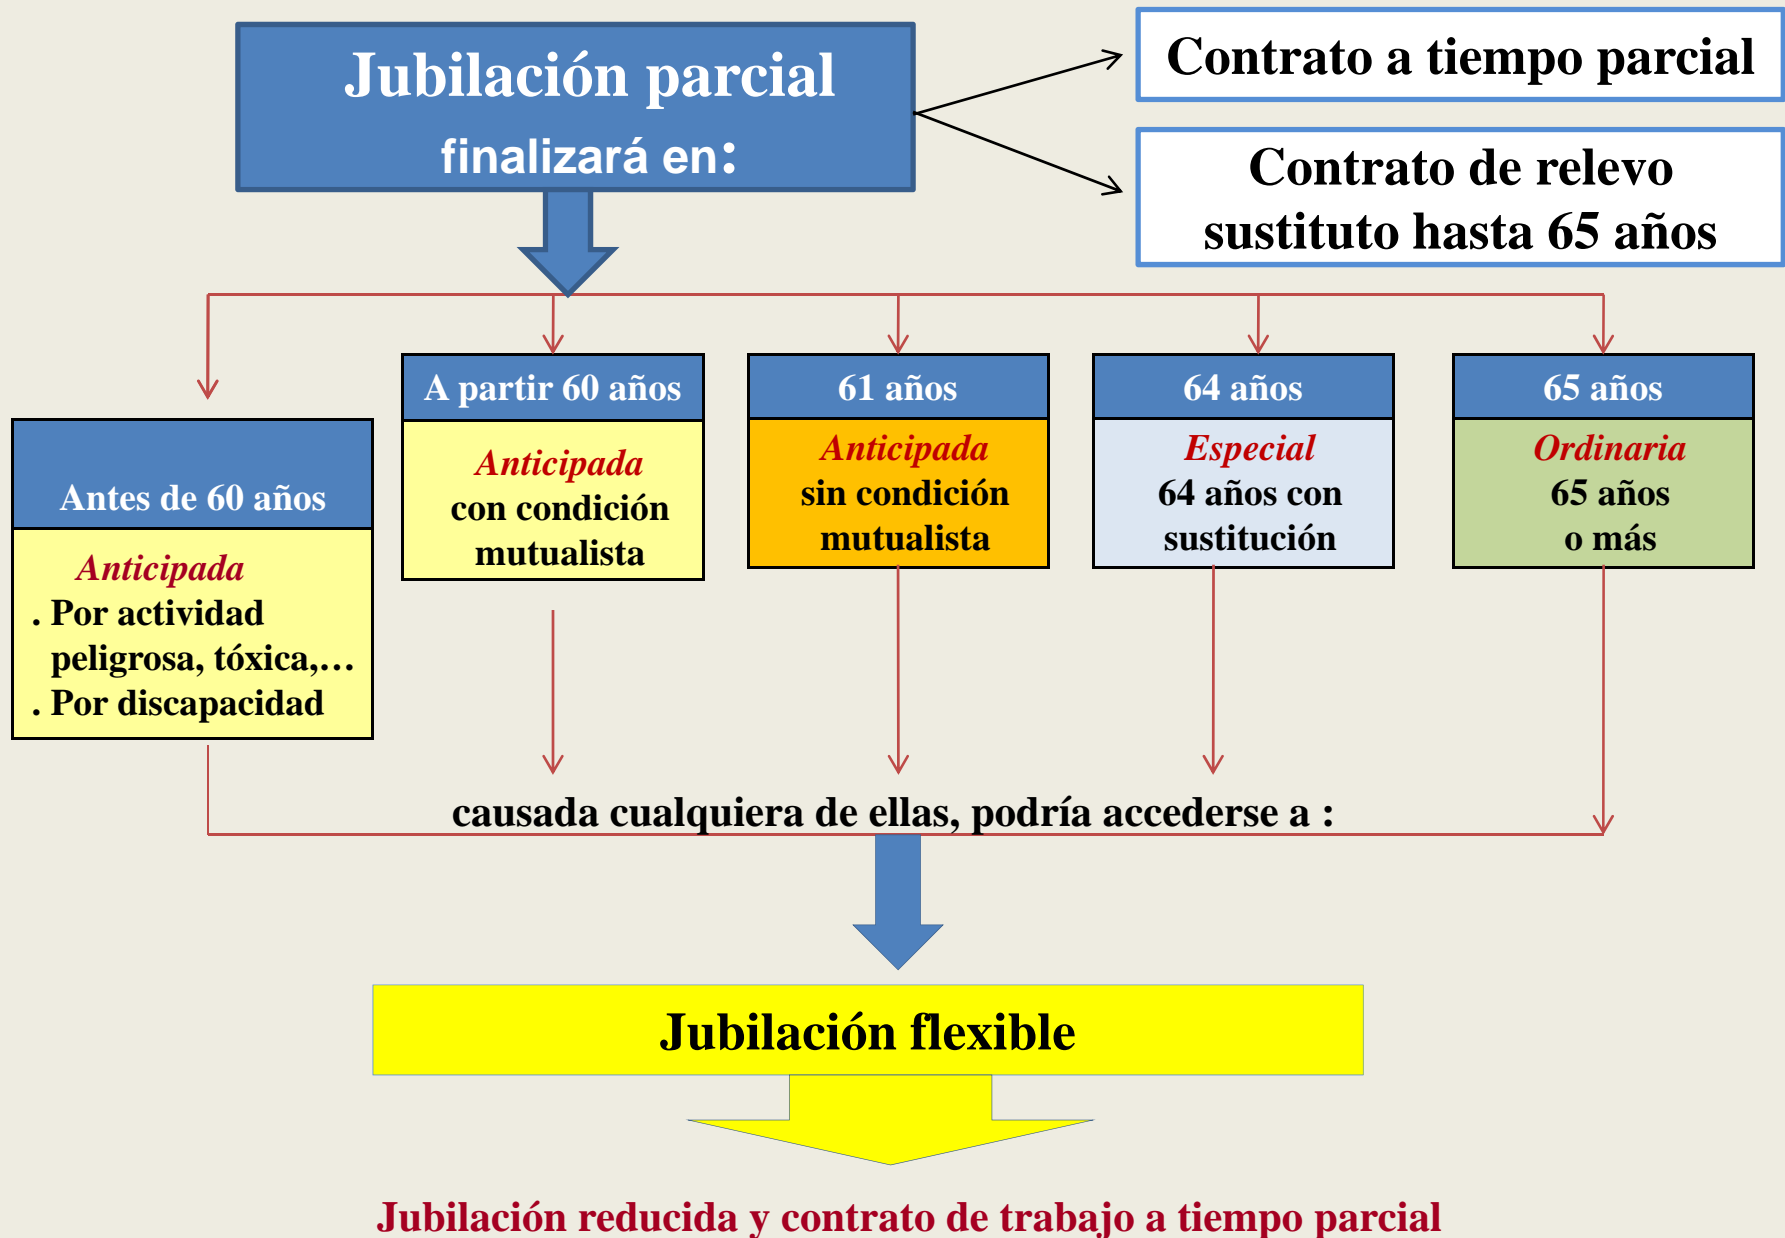 Jubilación parcial
finalizará en:
Contrato a tiempo parcial
Contrato de relevo
sustituto hasta 65 años
Antes de 60 años
Anticipada
. Por actividad
peligrosa, tóxica,…
. Por discapacidad
A partir 60 años
Anticipada
con condición
mutualista
61 años
Anticipada
sin condición
mutualista
64 años
Especial
64 años con
sustitución
65 años
Ordinaria
65 años
o más
causada cualquiera de ellas, podría accederse a :
Jubilación flexible
Jubilación reducida y contrato de trabajo a tiempo parcial